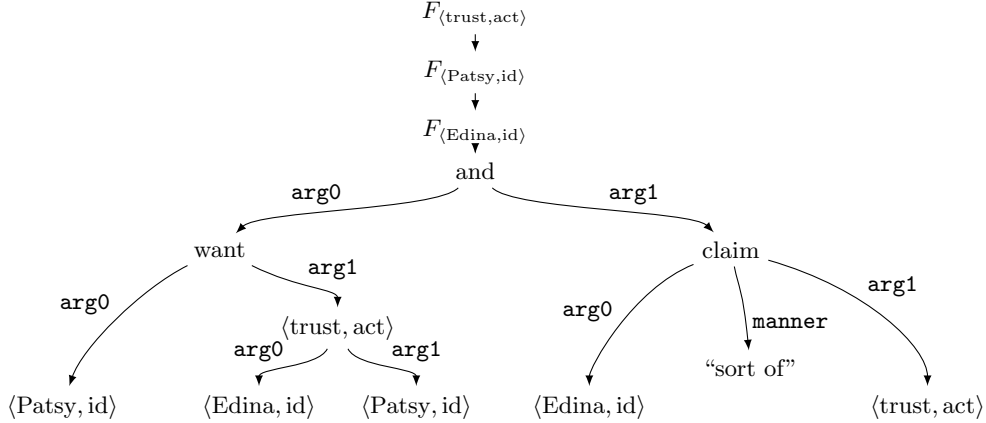 F⟨trust,act⟩
F⟨Patsy,id⟩
F⟨Edina,id⟩
and
arg0 arg1
want claim
arg1 arg1
arg0 arg0
⟨trust, act⟩ manner
arg0 arg1
"sort of"
⟨Patsy, id⟩ ⟨Edina, id⟩ ⟨Patsy, id⟩ ⟨Edina, id⟩ ⟨trust, act⟩